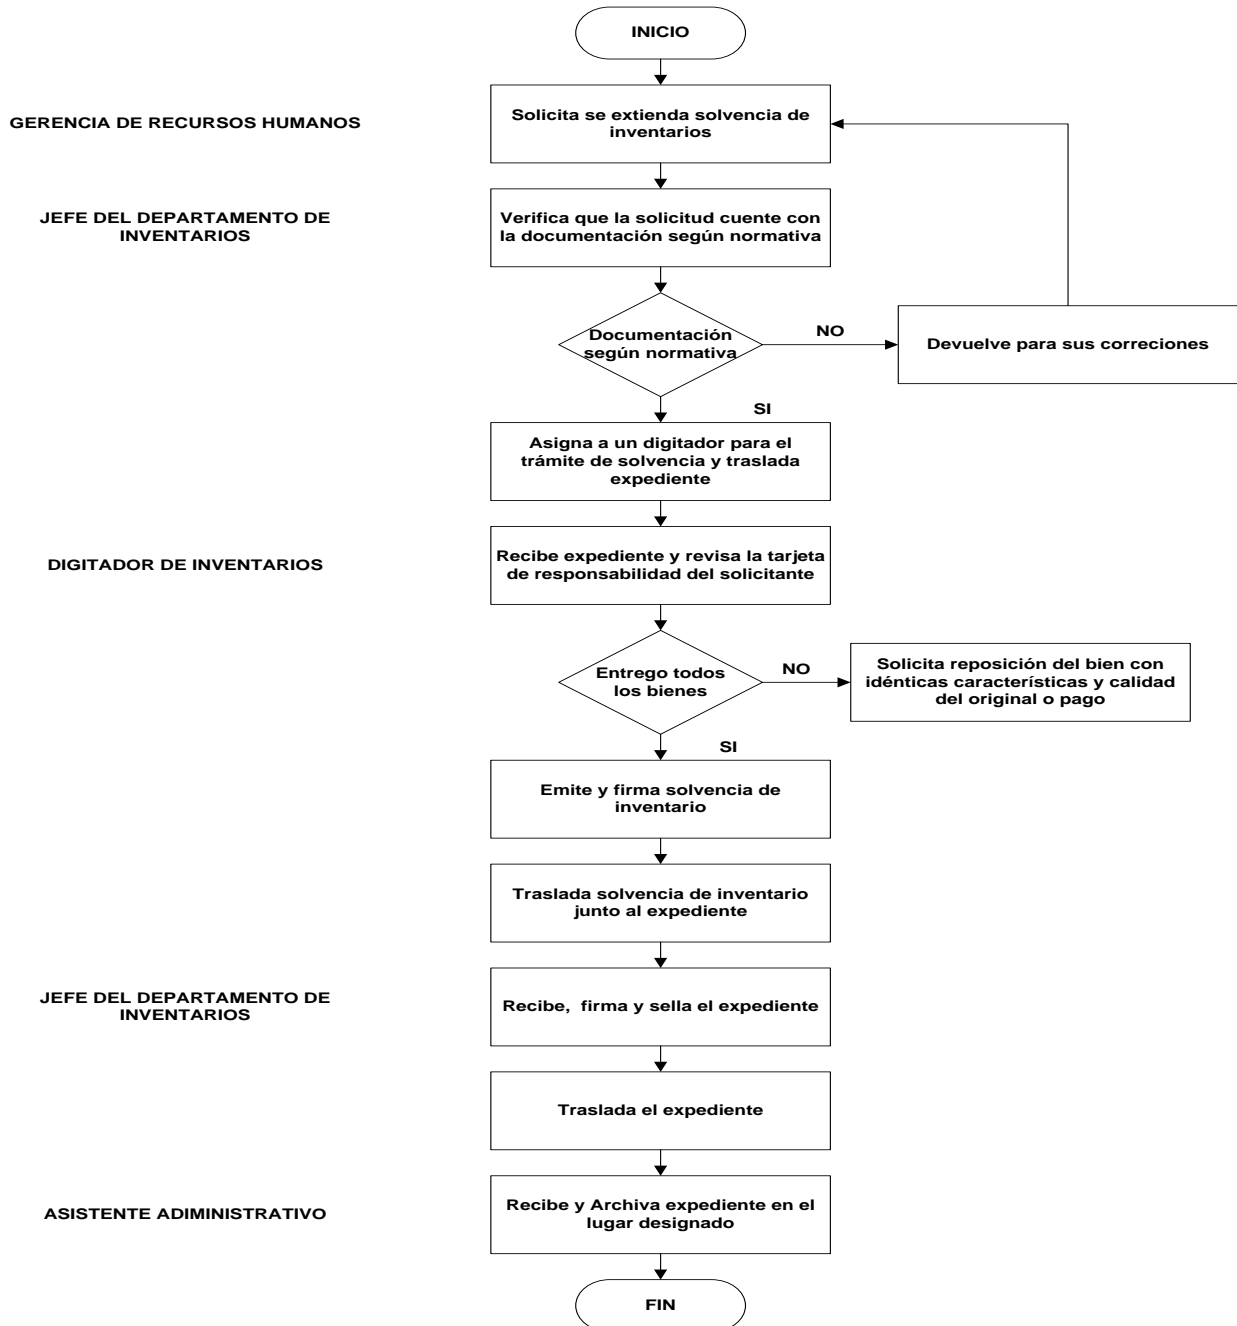 INICIO
GERENCIA DE RECURSOS HUMANOS
Solicita se extienda solvencia de
inventarios
JEFE DEL DEPARTAMENTO DE
INVENTARIOS
Verifica que la solicitud cuente con
la documentación según normativa
Documentación
según normativa
NO
Devuelve para sus correciones
SI
Asigna a un digitador para el
trámite de solvencia y traslada
expediente
DIGITADOR DE INVENTARIOS
Recibe expediente y revisa la tarjeta
de responsabilidad del solicitante
Entrego todos
los bienes
NO
Solicita reposición del bien con
idénticas características y calidad
del original o pago
SI
Emite y firma solvencia de
inventario
Traslada solvencia de inventario
junto al expediente
JEFE DEL DEPARTAMENTO DE
INVENTARIOS
Recibe, firma y sella el expediente
Traslada el expediente
ASISTENTE ADIMINISTRATIVO
Recibe y Archiva expediente en el
lugar designado
FIN